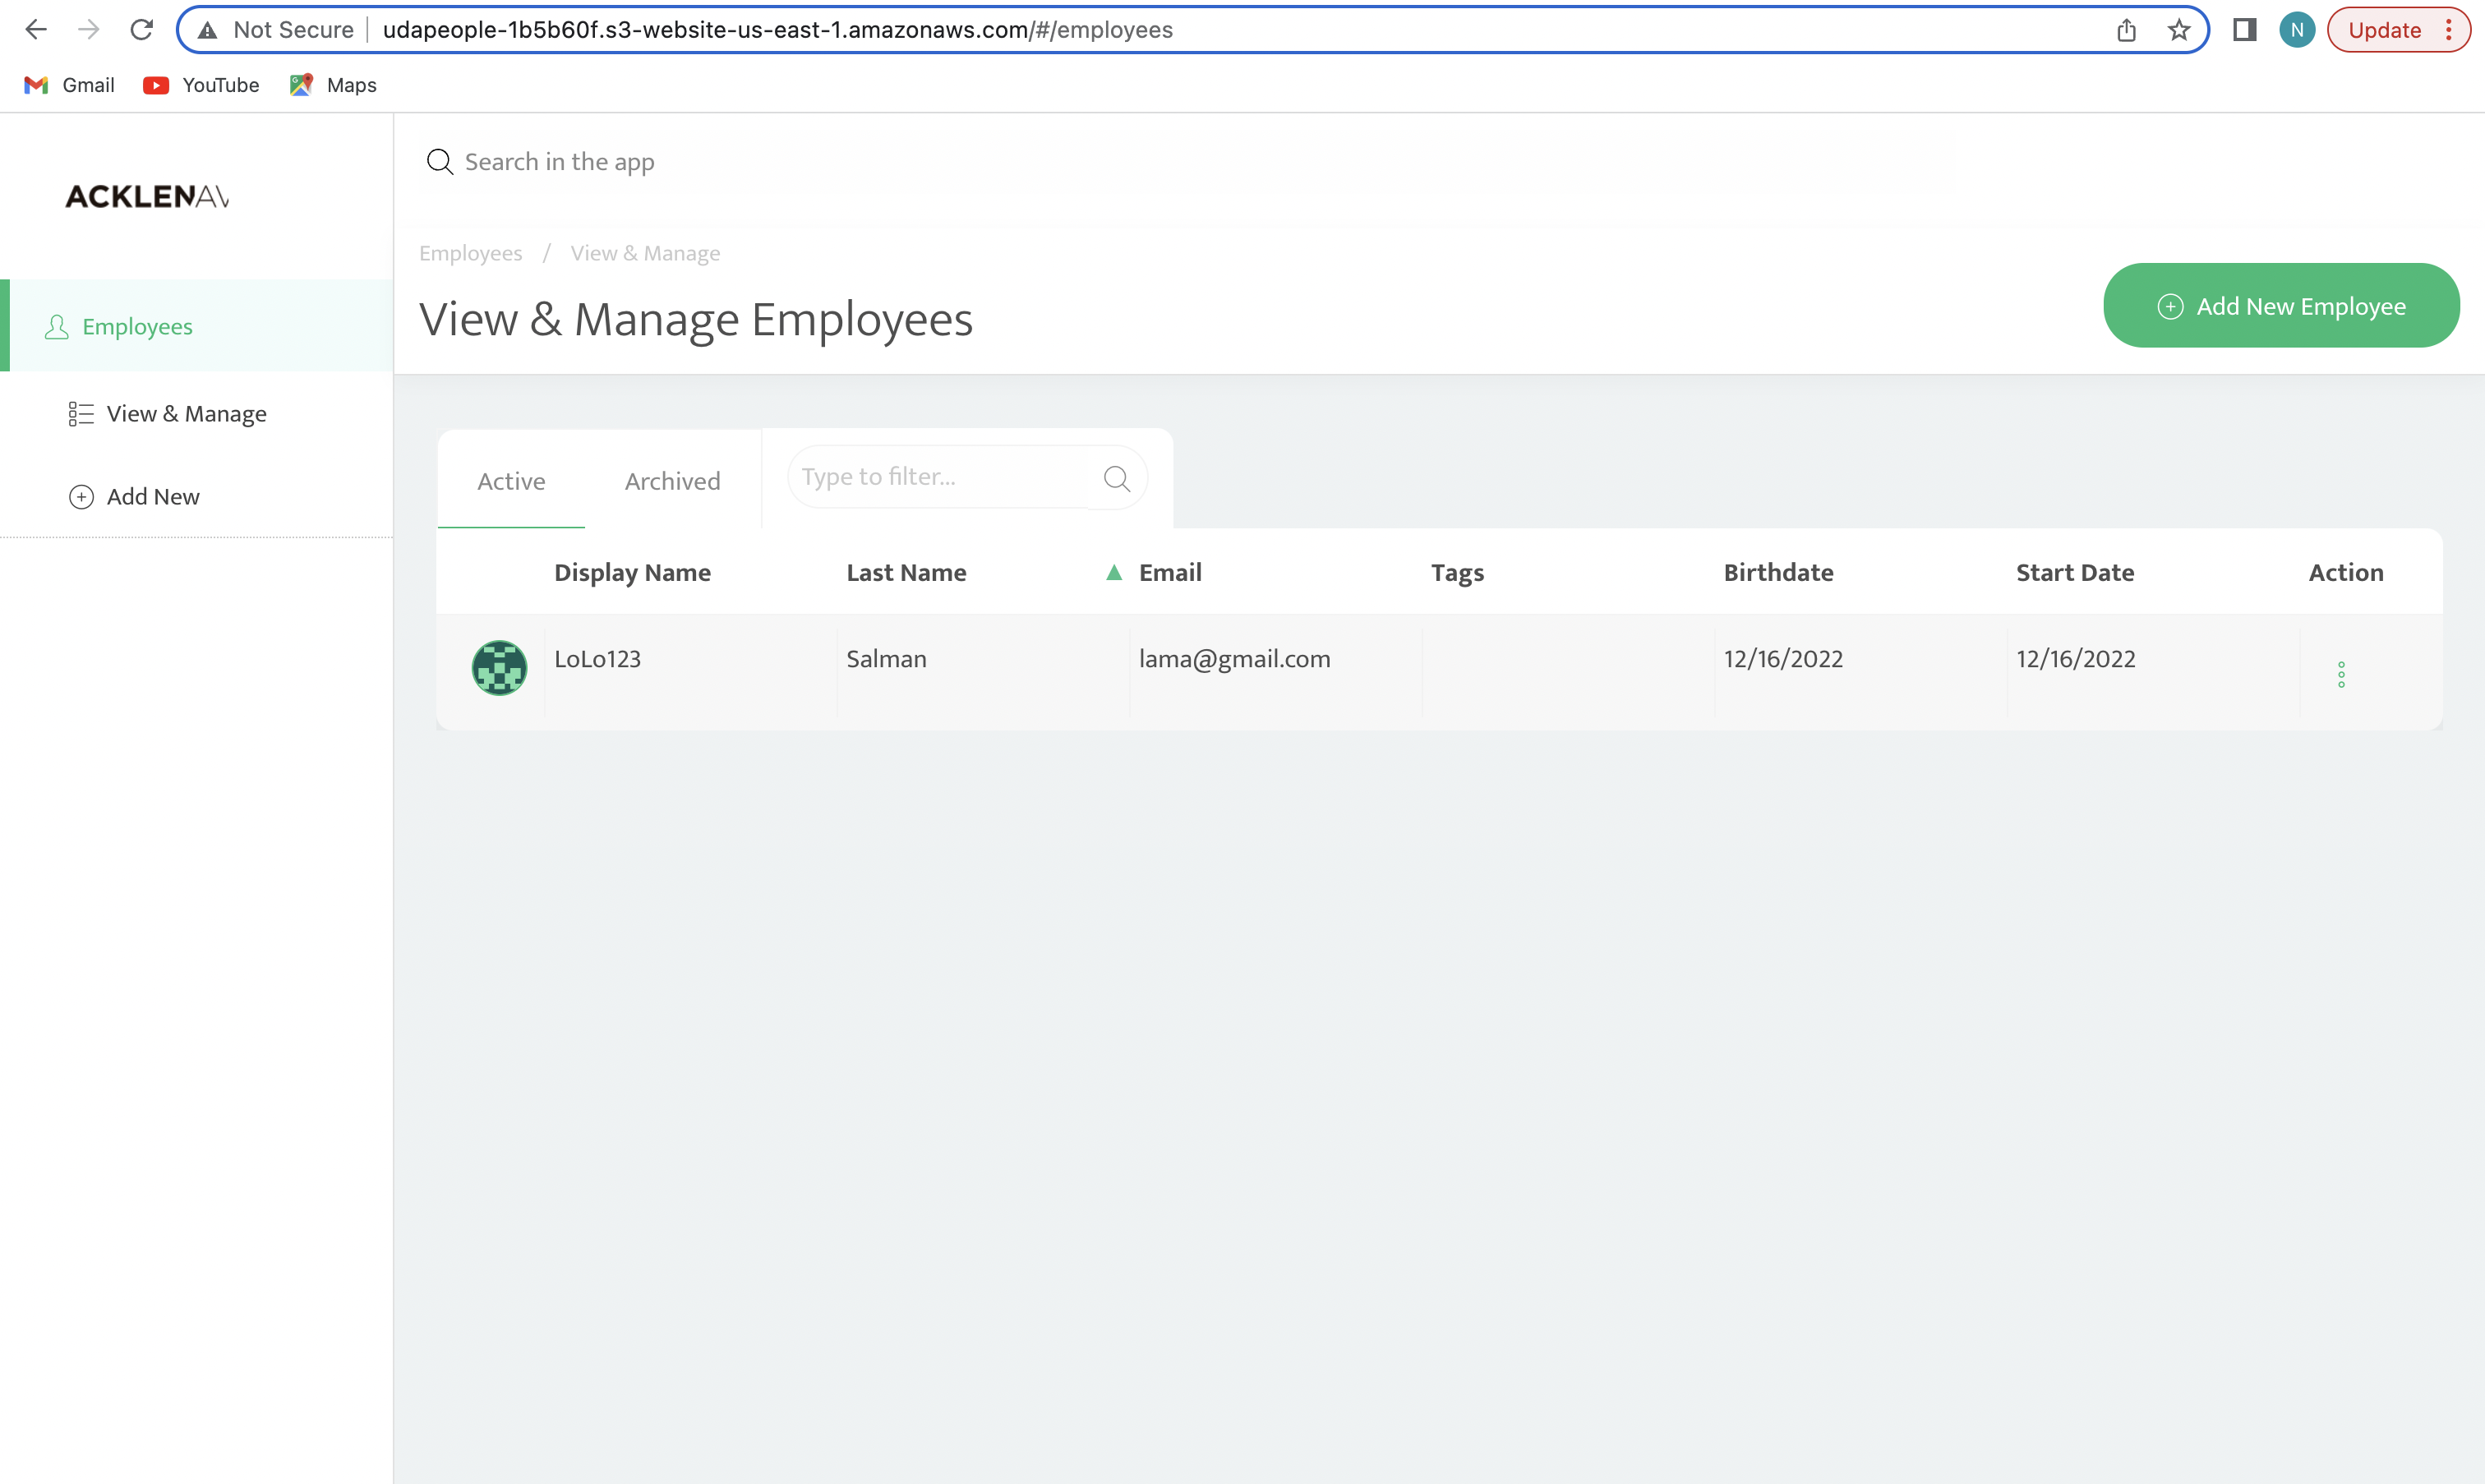 Not Secure udapeople-1b5b60f.s3-website-us-east-1.amazonaws.com/#/employees N Update
Gmail YouTube Maps
ACKLENAV
Search in the app
Employees / View & Manage
View & Manage Employees
Add New Employee
Employees
View & Manage
Add New
Active Archived Type to filter...
Display Name Last Name Email Tags Birthdate Start Date Action
LoLo123 Salman lama@gmail.com 12/16/2022 12/16/2022